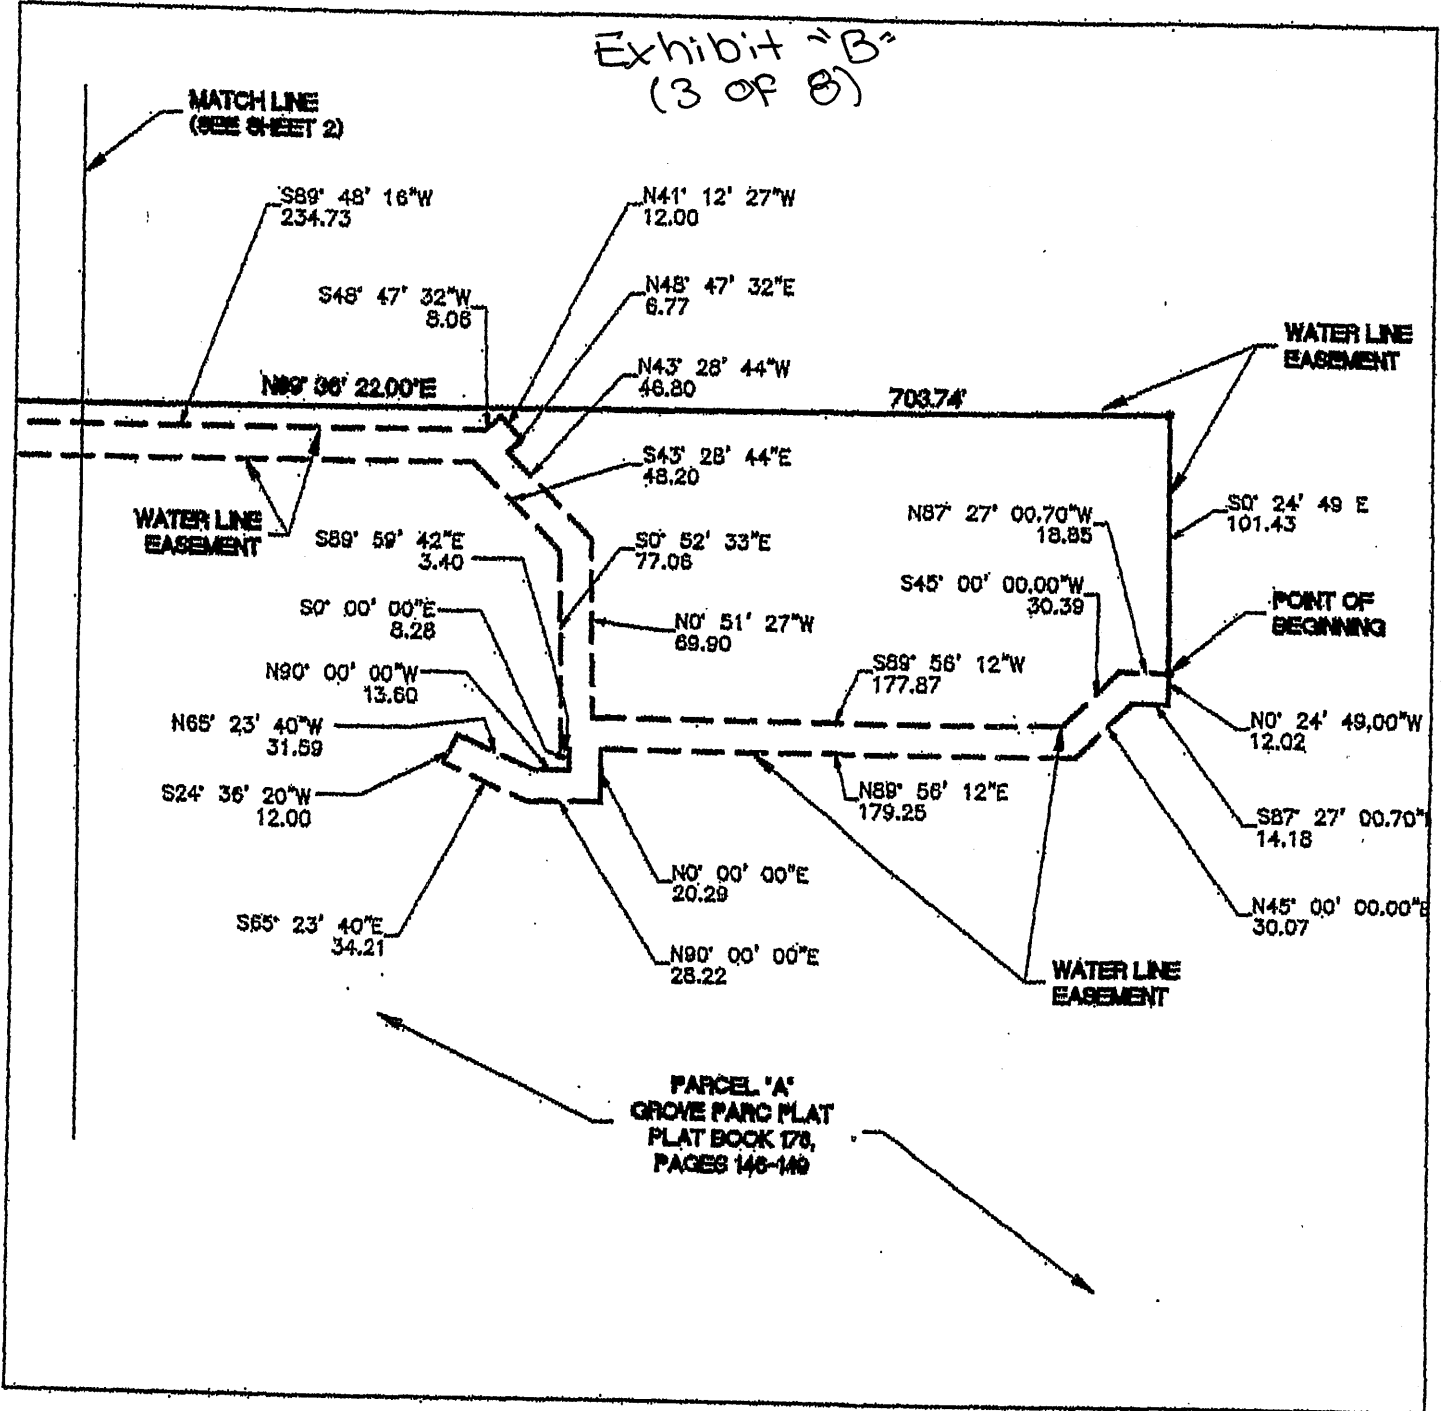 Exhibit "B"
(3 OF 8)
MATCH LINE
(SEE SHEET 2)
S89° 48' 16"W
234.73
N41° 12' 27"W
12.00
S48° 47' 32"W
8.06
N48° 47' 32"E
6.77
N43° 28' 44"W
46.80
WATER LINE
EASEMENT
N89° 36' 22.00"E
703.74'
S43° 28' 44"E
48.20
WATER LINE
EASEMENT
S89° 59' 42"E
3.40
S0° 52' 33"E
77.06
N87° 27' 00.70"W
18.85
S0° 24' 49 E
101.43
S0° 00' 00"E
8.28
N0° 51' 27"W
69.90
S45° 00' 00.00"W
30.39
POINT OF
BEGINNING
N90° 00' 00"W
13.60
S89° 56' 12"W
177.87
N65° 23' 40"W
31.59
N0° 24' 49.00"W
12.02
S24° 36' 20"W
12.00
N89° 56' 12"E
179.25
S87° 27' 00.70"
14.18
N0° 00' 00"E
20.29
S65° 23' 40"E
34.21
N90° 00' 00"E
28.22
N45° 00' 00.00"E
30.07
WATER LINE
EASEMENT
PARCEL "A"
GROVE PARC PLAT
PLAT BOOK 178,
PAGES 146-149